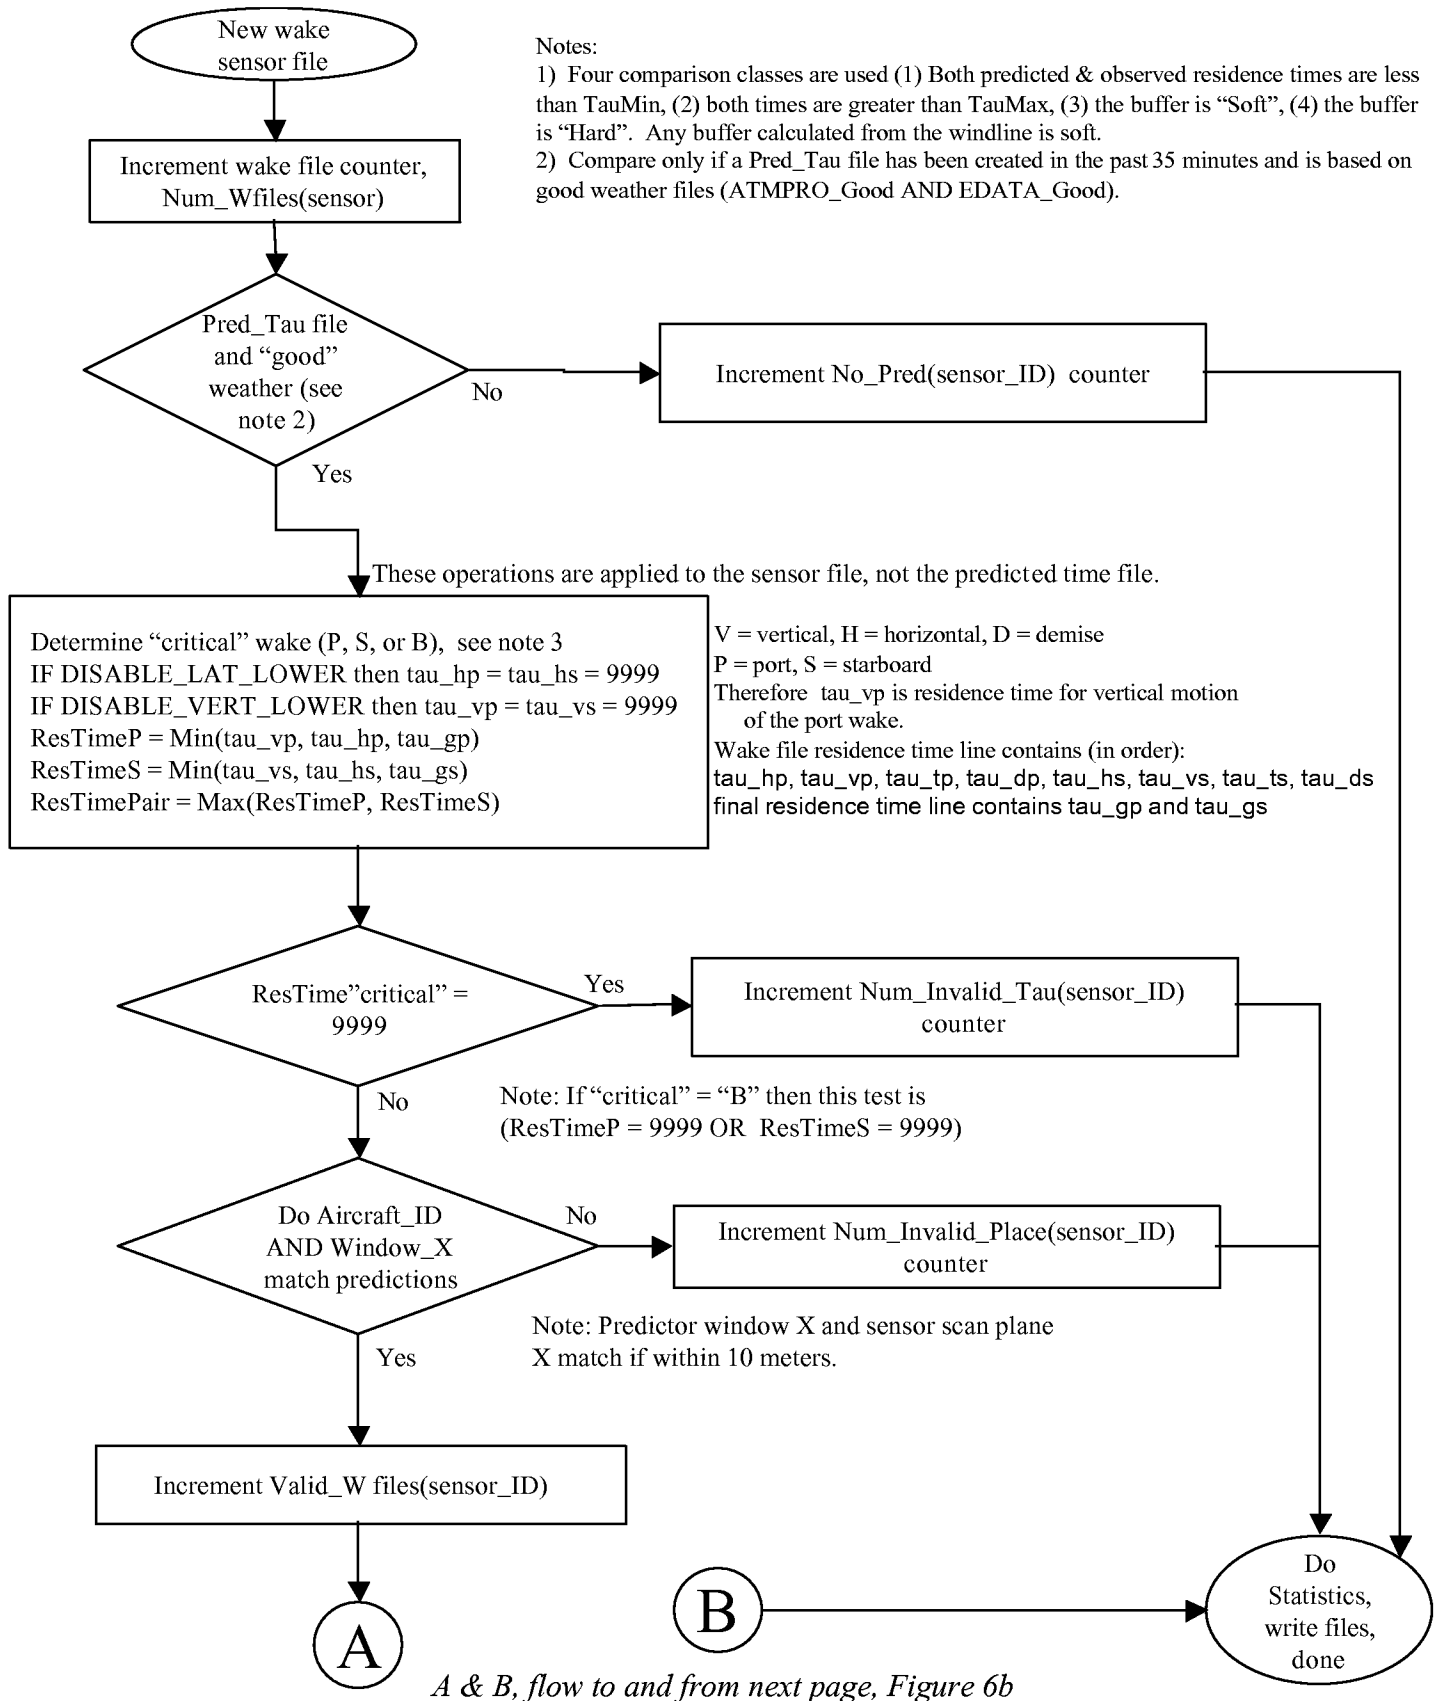 New wake
sensor file
Notes:
1)  Four comparison classes are used (1) Both predicted & observed residence times are less
than TauMin, (2) both times are greater than TauMax, (3) the buffer is “Soft”, (4) the buffer
is “Hard”.  Any buffer calculated from the windline is soft.
2)  Compare only if a Pred_Tau file has been created in the past 35 minutes and is based on
good weather files (ATMPRO_Good AND EDATA_Good).
Increment wake file counter,
Num_Wfiles(sensor)
Pred_Tau file
and “good”
weather (see
note 2)
No
Increment No_Pred(sensor_ID)  counter
Yes
These operations are applied to the sensor file, not the predicted time file.
Determine “critical” wake (P, S, or B),  see note 3
IF DISABLE_LAT_LOWER then tau_hp = tau_hs = 9999
IF DISABLE_VERT_LOWER then tau_vp = tau_vs = 9999
ResTimeP = Min(tau_vp, tau_hp, tau_gp)
ResTimeS = Min(tau_vs, tau_hs, tau_gs)
ResTimePair = Max(ResTimeP, ResTimeS)
V = vertical, H = horizontal, D = demise
P = port, S = starboard
Therefore  tau_vp is residence time for vertical motion
of the port wake.
Wake file residence time line contains (in order):
tau_hp, tau_vp, tau_tp, tau_dp, tau_hs, tau_vs, tau_ts, tau_ds
final residence time line contains tau_gp and tau_gs
ResTime”critical” =
9999
Yes
Increment Num_Invalid_Tau(sensor_ID)
counter
No
Note: If “critical” = “B” then this test is
(ResTimeP = 9999 OR  ResTimeS = 9999)
Do Aircraft_ID
AND Window_X
match predictions
No
Increment Num_Invalid_Place(sensor_ID)
counter
Note: Predictor window X and sensor scan plane
X match if within 10 meters.
Yes
Increment Valid_W files(sensor_ID)
A
B
Do
Statistics,
write files,
done
A & B, flow to and from next page, Figure 6b